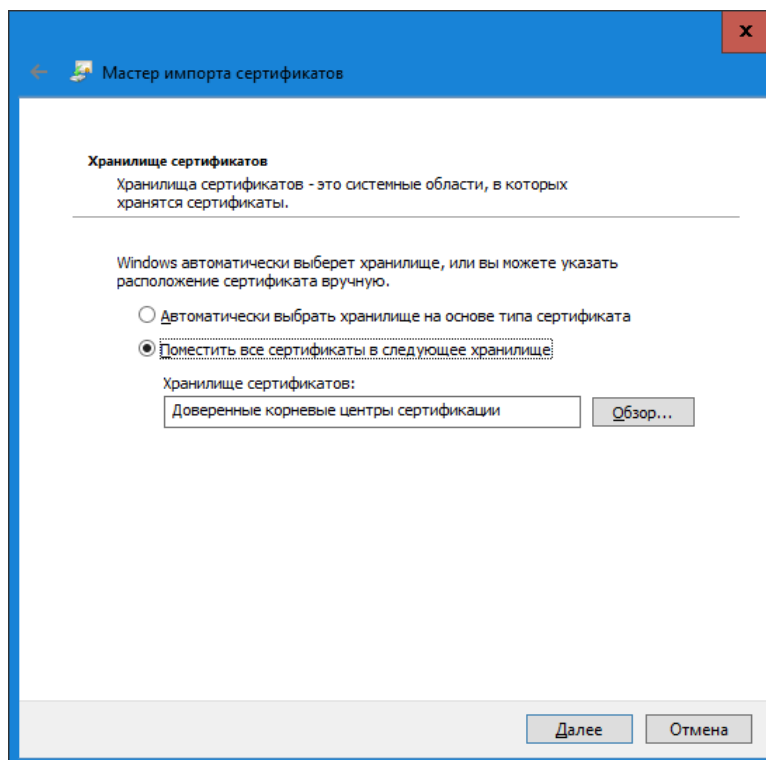 x
Мастер импорта сертификатов
Хранилище сертификатов
Хранилища сертификатов - это системные области, в которых
хранятся сертификаты.
Windows автоматически выберет хранилище, или вы можете указать
расположение сертификата вручную.
Автоматически выбрать хранилище на основе типа сертификата
Поместить все сертификаты в следующее хранилище
Хранилище сертификатов:
Доверенные корневые центры сертификации
Обзор...
Далее
Отмена